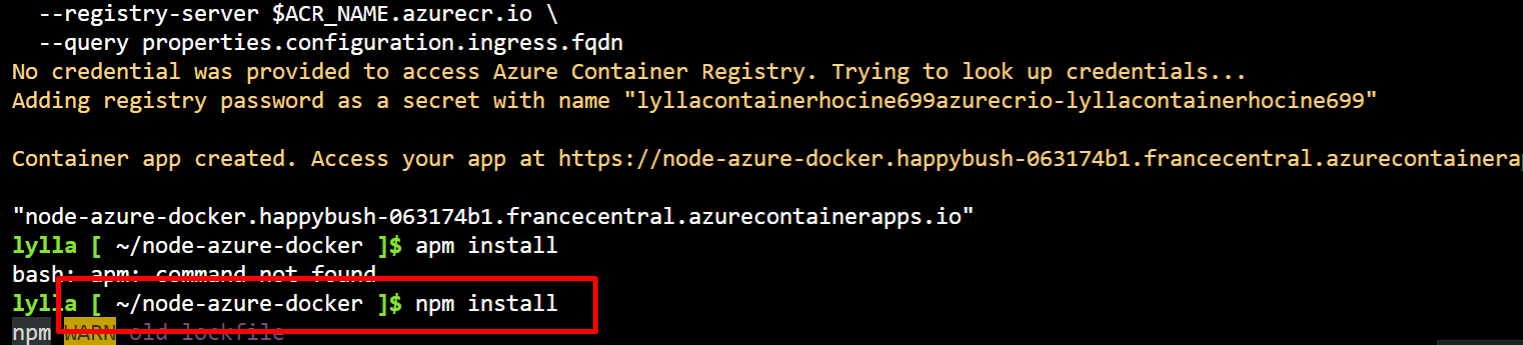 --registry-server $ACR_NAME.azurecr.io \
--query properties.configuration.ingress.fqdn
No credential was provided to access Azure Container Registry. Trying to look up credentials...
Adding registry password as a secret with name "lyllacontainerhocine699azurecrio-lyllacontainerhocine699"
Container app created. Access your app at https://node-azure-docker.happybush-063174b1.francecentral.azurecontainerap
"node-azure-docker.happybush-063174b1.francecentral.azurecontainerapps.io"
lylla [ ~/node-azure-docker ]$ apm install
bash: apm: command not found
lylla [ ~/node-azure-docker ]$ npm install
npm WARN old lockfile